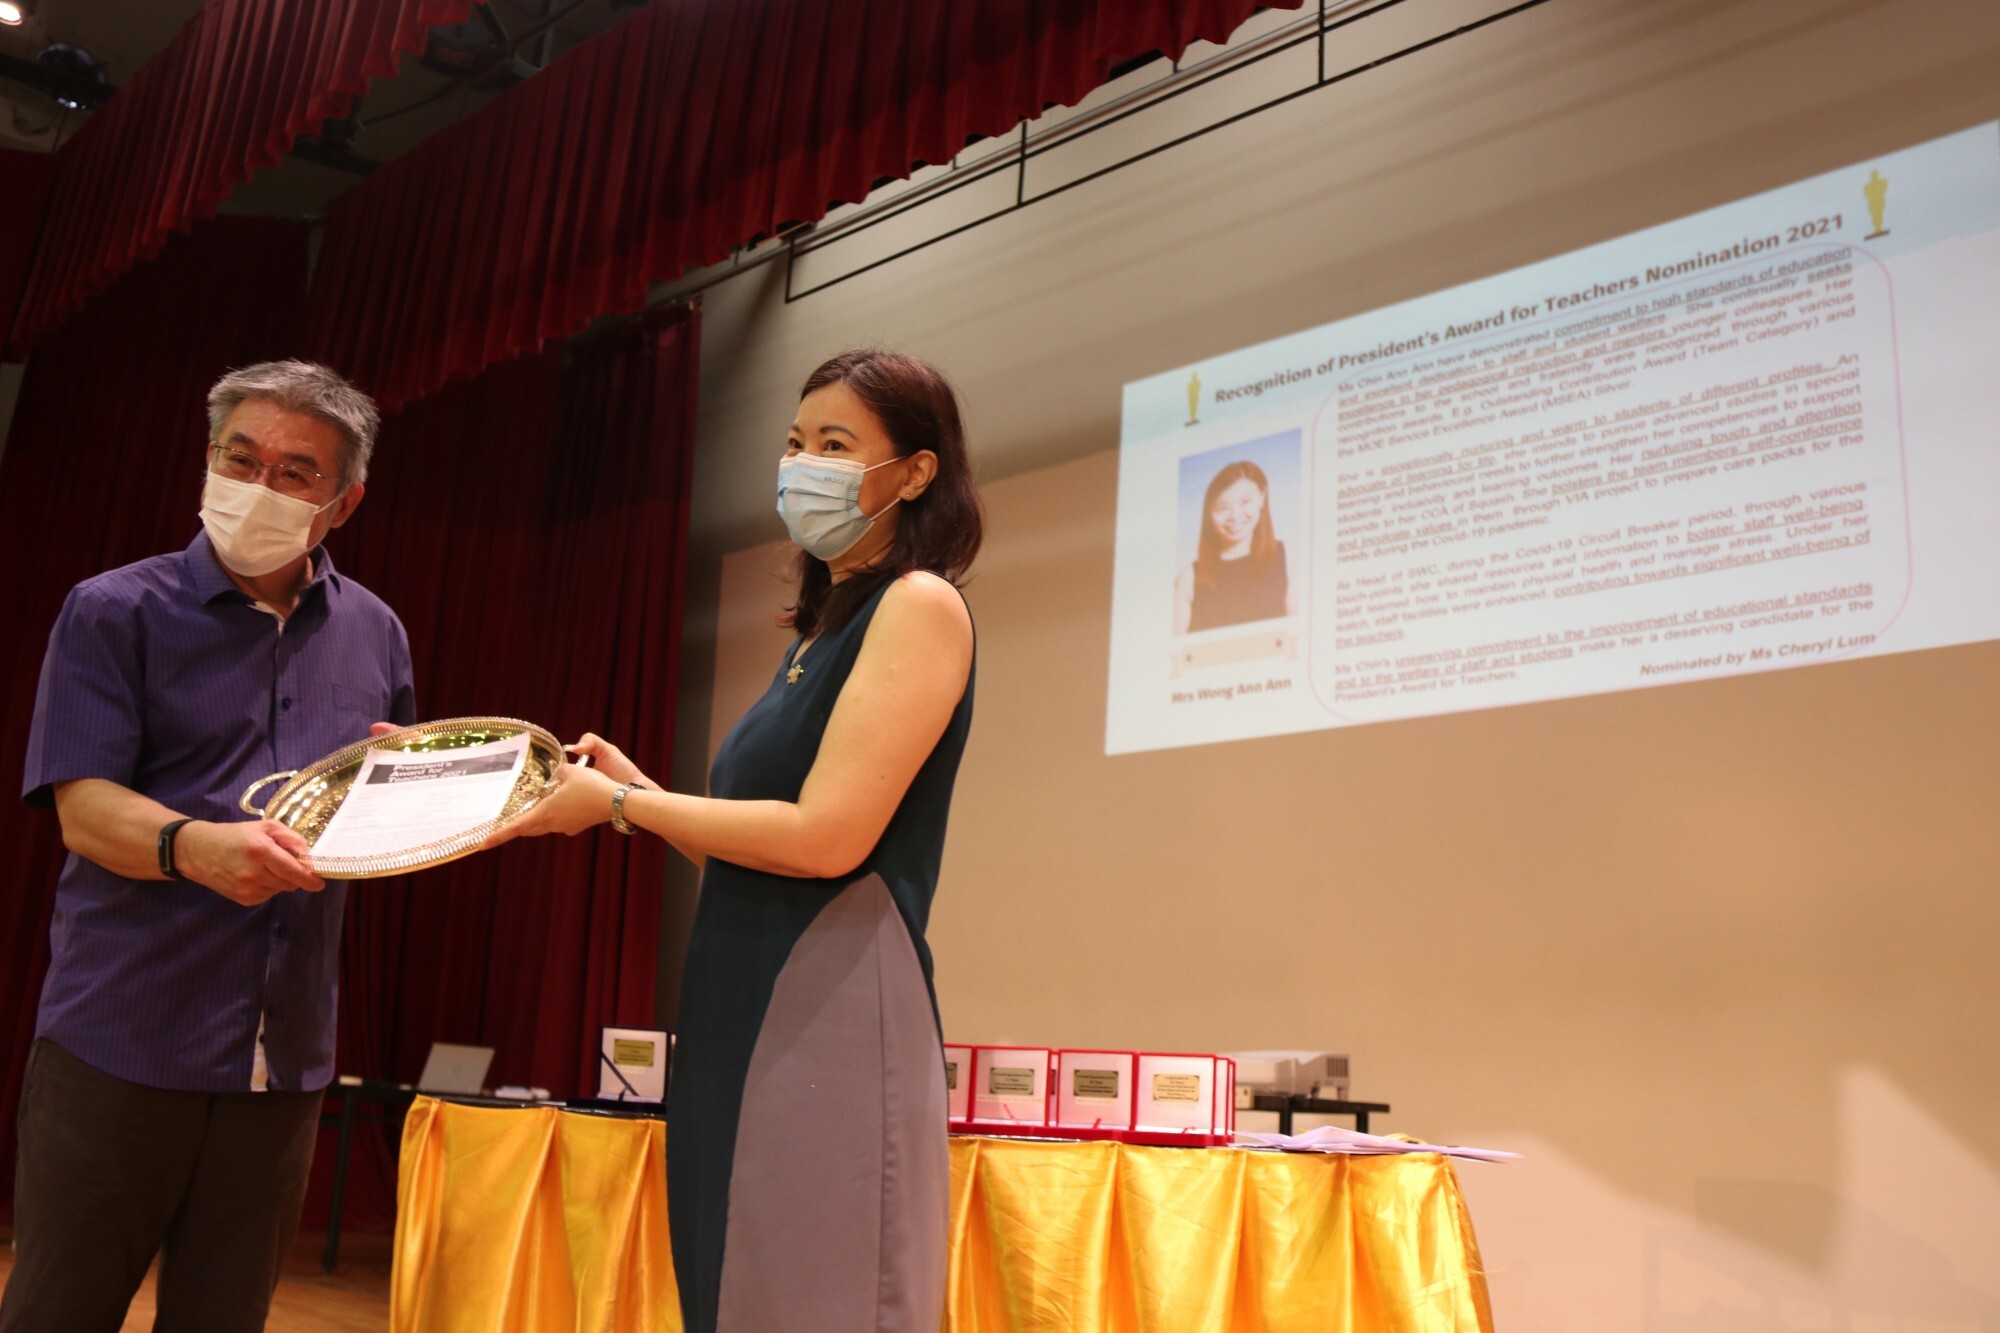 Recognition of President's Award for Teachers Nomination 2021
Ms Chin Ann Ann have demonstrated commitment to high standards of education
and excellent dedication to staff and student welfare. She continually seeks
excellence in her pedagogical instruction and mentors younger colleagues. Her
contributions to the school and fraternity were recognized through various
recognition awards. E.g. Outstanding Contribution Award (Team Category) and
the MOE Service Excellence Award (MSEA) Silver.
She is exceptionally nurturing and warm to students of different profiles. An
advocate of learning for life, she intends to pursue advanced studies in special
learning and behavioural needs to further strengthen her competencies to support
students' inclusivity and learning outcomes. Her nurturing touch and attention
extends to her CCA of Squash. She bolsters the team members' self-confidence
and inculcate values in them through VIA project to prepare care packs for the
needy during the Covid-19 pandemic.
As Head of SWC, during the Covid-19 Circuit Breaker period, through various
touch-points she shared resources and information to bolster staff well-being.
Staff learned how to maintain physical health and manage stress. Under her
watch, staff facilities were enhanced, contributing towards significant well-being of
the teachers.
Ms Chin's unswerving commitment to the improvement of educational standards
and to the welfare of staff and students make her a deserving candidate for the
President's Award for Teachers.
Nominated by Ms Cheryl Lum
Mrs Wong Ann Ann
President's
Award for
Teachers 2021